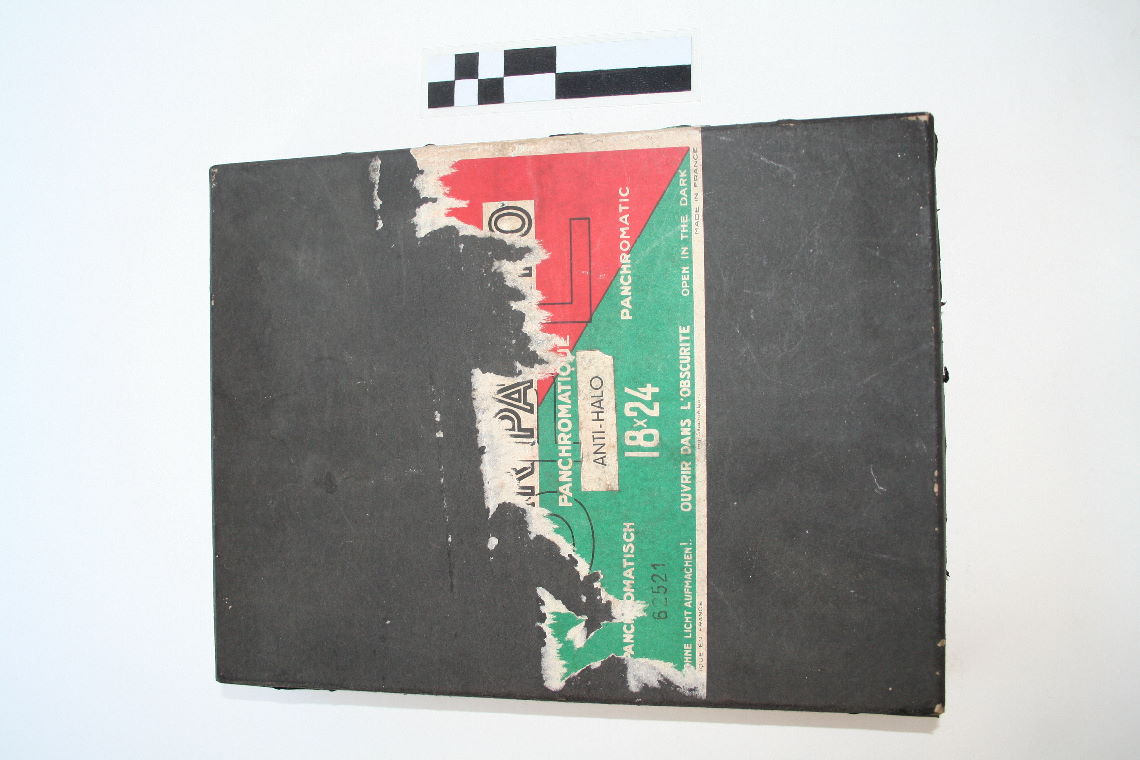 PANCHROMATIQUE
ANTI-HALO
PANCHROMATIC
18x24
62521
OUVRIR DANS L'OBSCURITE
OPEN IN THE DARK
OHNE LICHT AUFMACHEN!.
MADE IN FRANCE